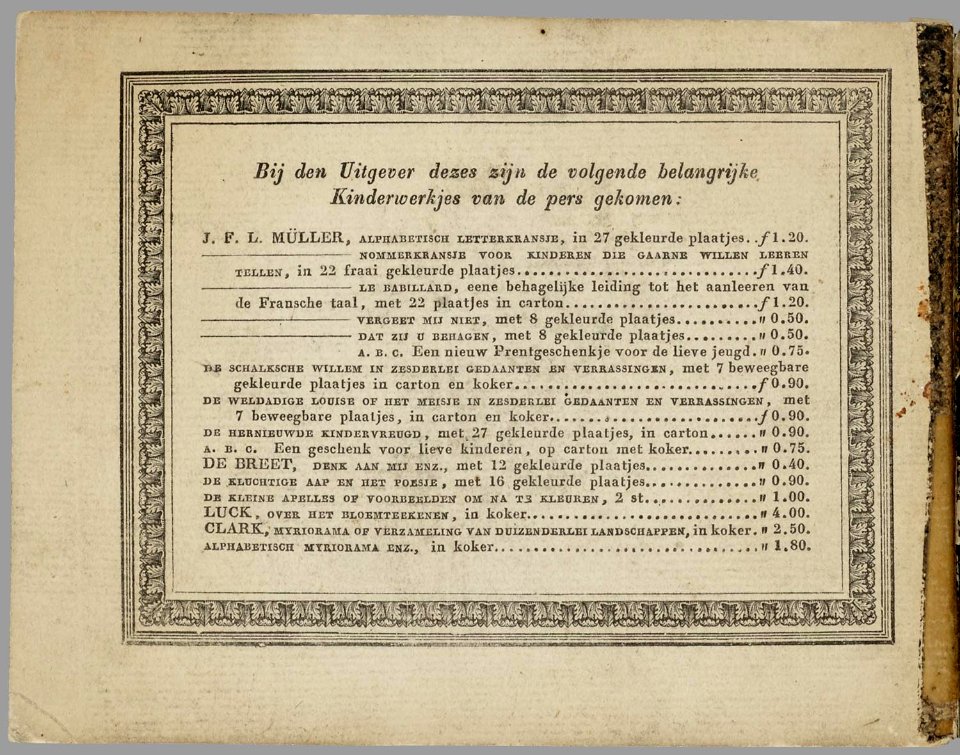 Bij den Uitgever dezes zijn de volgende belangrijke
Kinderwerkjes van de pers gekomen:
J. F. L. MÜLLER, ALPHABETISCH LETTERKRANSJE, in 27 gekleurde plaatjes..ƒ1.20.
NOMMERKRANSJE VOOR KINDEREN DIE GAARNE WILLEN LEEREN
TELLEN, in 22 fraai gekleurde plaatjes..............................ƒ1.40.
LE BABILLARD, eene behagelijke leiding tot het aanleeren van
de Fransche taal, met 22 plaatjes in carton........................ƒ1.20.
VERGEET MIJ NIET, met 8 gekleurde plaatjes..........〃 0.50.
DAT ZIJ U BEHAGEN, met 8 gekleurde plaatjes.........〃 0.50.
A. B. C. Een nieuw Prentgeschenkje voor de lieve jeugd.〃 0.75.
DE SCHALKSCHE WILLEM IN ZESDERLEI GEDAANTEN EN VERRASSINGEN, met 7 beweegbare
gekleurde plaatjes in carton en koker..............................ƒ0.90.
DE WELDADIGE LOUISE OF HET MEISJE IN ZESDERLEI GEDAANTEN EN VERRASSINGEN, met
7 beweegbare plaatjes, in carton en koker..........................ƒ0.90.
DE HERNIEUWDE KINDERVREUGD, met 27 gekleurde plaatjes, in carton......〃 0.90.
A. B. C. Een geschenk voor lieve kinderen, op carton met koker.........〃 0.75.
DE BREET, DENK AAN MIJ ENZ., met 12 gekleurde plaatjes..............〃 0.40.
DE KLUCHTIGE AAP EN HET POESJE, met 16 gekleurde plaatjes..............〃 0.90.
DE KLEINE APELLES OF VOORBEELDEN OM NA TE KLEUREN, 2 st..............〃 1.00.
LUCK, OVER HET BLOEMTEEKENEN, in koker.............................〃 4.00.
CLARK, MYRIORAMA OF VERZAMELING VAN DUIZENDERLEI LANDSCHAPPEN, in koker.〃 2.50.
ALPHABETISCH MYRIORAMA ENZ., in koker.................................〃 1.80.